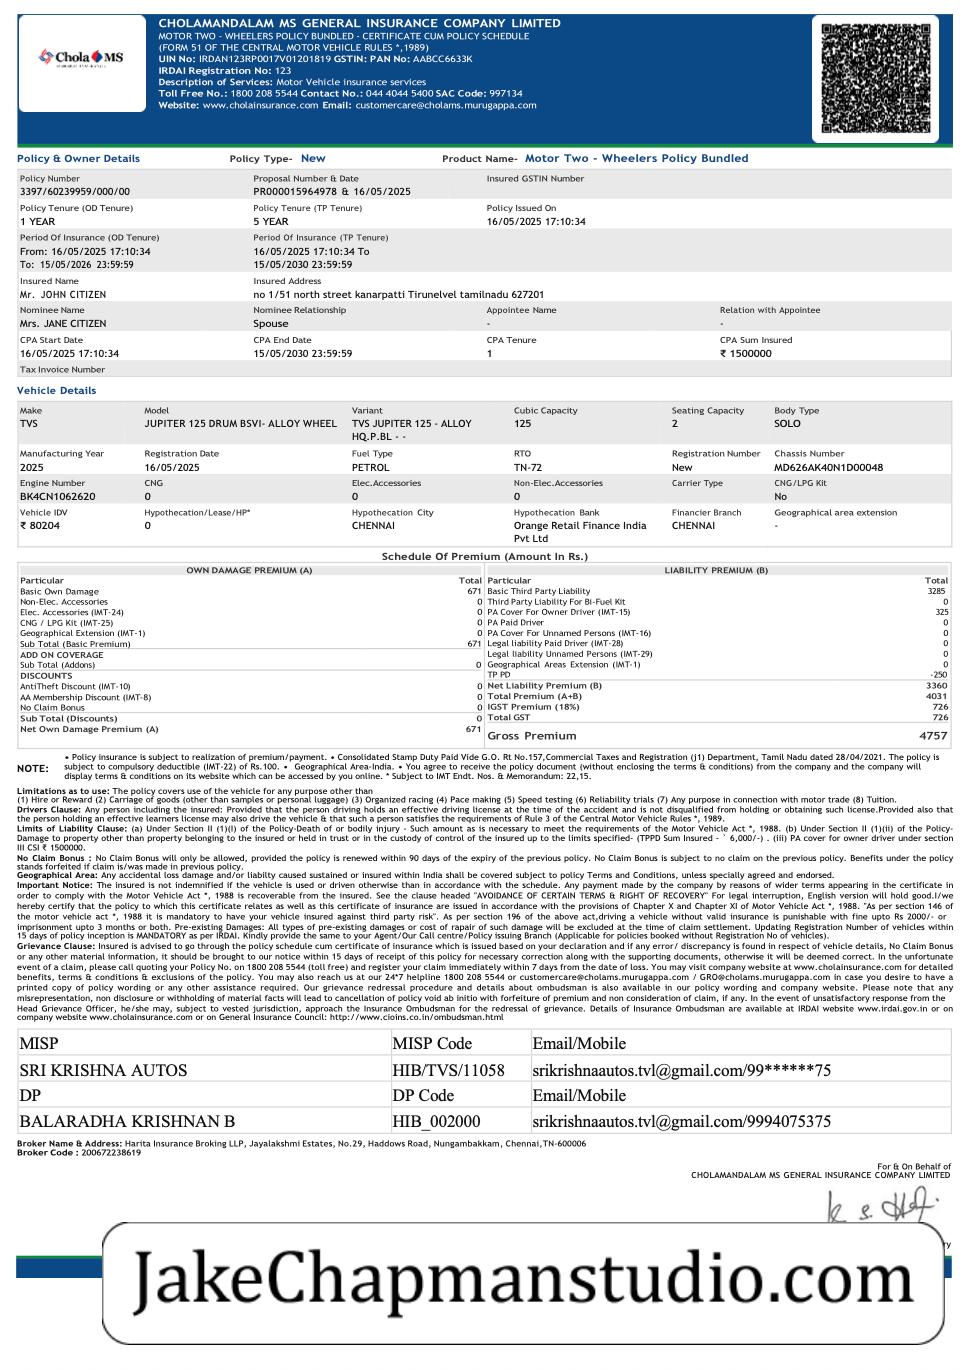 Chola MS
CHOLAMANDALAM MS GENERAL INSURANCE COMPANY LIMITED
MOTOR TWO - WHEELERS POLICY BUNDLED - CERTIFICATE CUM POLICY SCHEDULE
(FORM 51 OF THE CENTRAL MOTOR VEHICLE RULES *,1989)
UIN No: IRDAN123RP0017V01201819 GSTIN: PAN No: AABCC6633K
IRDAI Registration No: 123
Description of Services: Motor Vehicle insurance services
Toll Free No.: 1800 208 5544 Contact No.: 044 4044 5400 SAC Code: 997134
Website: www.cholainsurance.com Email: customercare@cholams.murugappa.com
Policy & Owner Details Policy Type- New Product Name- Motor Two - Wheelers Policy Bundled
Policy Number Proposal Number & Date Insured GSTIN Number
3397/60239959/000/00 PR000015964978 & 16/05/2025
Policy Tenure (OD Tenure) Policy Tenure (TP Tenure) Policy Issued On
1 YEAR 5 YEAR 16/05/2025 17:10:34
Period Of Insurance (OD Tenure) Period Of Insurance (TP Tenure)
From: 16/05/2025 17:10:34 16/05/2025 17:10:34 To
To: 15/05/2026 23:59:59 15/05/2030 23:59:59
Insured Name Insured Address
Mr. JOHN CITIZEN no 1/51 north street kanarpatti Tirunelvel tamilnadu 627201
Nominee Name Nominee Relationship Appointee Name Relation with Appointee
Mrs. JANE CITIZEN Spouse - -
CPA Start Date CPA End Date CPA Tenure CPA Sum Insured
16/05/2025 17:10:34 15/05/2030 23:59:59 1 ₹ 1500000
Tax Invoice Number
Vehicle Details
Make Model Variant Cubic Capacity Seating Capacity Body Type
TVS JUPITER 125 DRUM BSVI- ALLOY WHEEL TVS JUPITER 125 - ALLOY 125 2 SOLO
HQ.P.BL - -
Manufacturing Year Registration Date Fuel Type RTO Registration Number Chassis Number
2025 16/05/2025 PETROL TN-72 New MD626AK40N1D00048
Engine Number CNG Elec.Accessories Non-Elec.Accessories Carrier Type CNG/LPG Kit
BK4CN1062620 0 0 0 No
Vehicle IDV Hypothecation/Lease/HP* Hypothecation City Hypothecation Bank Financier Branch Geographical area extension
₹ 80204 0 CHENNAI Orange Retail Finance India CHENNAI -
Pvt Ltd
Schedule Of Premium (Amount In Rs.)
OWN DAMAGE PREMIUM (A) LIABILITY PREMIUM (B)
Particular Total Particular Total
Basic Own Damage 671 Basic Third Party Liability 3285
Non-Elec. Accessories 0 Third Party Liability For Bi-Fuel Kit 0
Elec. Accessories (IMT-24) 0 PA Cover For Owner Driver (IMT-15) 325
CNG / LPG Kit (IMT-25) 0 PA Paid Driver 0
Geographical Extension (IMT-1) 0 PA Cover For Unnamed Persons (IMT-16) 0
Sub Total (Basic Premium) 671 Legal liability Paid Driver (IMT-28) 0
ADD ON COVERAGE Legal liability Unnamed Persons (IMT-29) 0
Sub Total (Addons) 0 Geographical Areas Extension (IMT-1) 0
DISCOUNTS TP PD -250
AntiTheft Discount (IMT-10) 0 Net Liability Premium (B) 3360
AA Membership Discount (IMT-8) 0 Total Premium (A+B) 4031
No Claim Bonus 0 IGST Premium (18%) 726
Sub Total (Discounts) 0 Total GST 726
Net Own Damage Premium (A) 671 Gross Premium 4757
NOTE:
• Policy insurance is subject to realization of premium/payment. • Consolidated Stamp Duty Paid Vide G.O. Rt No.157,Commercial Taxes and Registration (j1) Department, Tamil Nadu dated 28/04/2021. The policy is
subject to compulsory deductible (IMT-22) of Rs.100. • Geographical Area-India. • You agree to receive the policy document (without enclosing the terms & conditions) from the company and the company will
display terms & conditions on its website which can be accessed by you online. * Subject to IMT Endt. Nos. & Memorandum: 22,15.
Limitations as to use: The policy covers use of the vehicle for any purpose other than
(1) Hire or Reward (2) Carriage of goods (other than samples or personal luggage) (3) Organized racing (4) Pace making (5) Speed testing (6) Reliability trials (7) Any purpose in connection with motor trade (8) Tuition.
Drivers Clause: Any person including the insured: Provided that the person driving holds an effective driving license at the time of the accident and is not disqualified from holding or obtaining such license.Provided also that
the person holding an effective learners license may also drive the vehicle & that such a person satisfies the requirements of Rule 3 of the Central Motor Vehicle Rules *, 1989.
Limits of Liability Clause: (a) Under Section II (1)(I) of the Policy-Death of or bodily injury - Such amount as is necessary to meet the requirements of the Motor Vehicle Act *, 1988. (b) Under Section II (1)(ii) of the Policy-
Damage to property other than property belonging to the insured or held in trust or in the custody of control of the insured up to the limits specified- (TPPD Sum Insured - ` 6,000/-) . (iii) PA cover for owner driver under section
III CSI ₹ 1500000.
No Claim Bonus : No Claim Bonus will only be allowed, provided the policy is renewed within 90 days of the expiry of the previous policy. No Claim Bonus is subject to no claim on the previous policy. Benefits under the policy
stands forfeited if claim is/was made in previous policy.
Geographical Area: Any accidental loss damage and/or liability caused sustained or insured within India shall be covered subject to policy Terms and Conditions, unless specially agreed and endorsed.
Important Notice: The insured is not indemnified if the vehicle is used or driven otherwise than in accordance with the schedule. Any payment made by the company by reasons of wider terms appearing in the certificate in
order to comply with the Motor Vehicle Act *, 1988 is recoverable from the insured. See the clause headed "AVOIDANCE OF CERTAIN TERMS & RIGHT OF RECOVERY" For legal interruption, English version will hold good.I/we
hereby certify that the policy to which this certificate relates as well as this certificate of insurance are issued in accordance with the provisions of Chapter X and Chapter XI of Motor Vehicle Act *, 1988. "As per section 146 of
the motor vehicle act *, 1988 it is mandatory to have your vehicle insured against third party risk". As per section 196 of the above act,driving a vehicle without valid insurance is punishable with fine upto Rs 2000/- or
imprisonment upto 3 months or both. Pre-existing Damages: All types of pre-existing damages or cost of rapair of such damage will be excluded at the time of claim settlement. Updating Registration Number of vehicles within
15 days of policy inception is MANDATORY as per IRDAI. Kindly provide the same to your Agent/Our Call centre/Policy issuing Branch (Applicable for policies booked without Registration No of vehicles).
Grievance Clause: Insured is advised to go through the policy schedule cum certificate of insurance which is issued based on your declaration and if any error/ discrepancy is found in respect of vehicle details, No Claim Bonus
or any other material information, it should be brought to our notice within 15 days of receipt of this policy for necessary correction along with the supporting documents, otherwise it will be deemed correct. In the unfortunate
event of a claim, please call quoting your Policy No. on 1800 208 5544 (toll free) and register your claim immediately within 7 days from the date of loss. You may visit company website at www.cholainsurance.com for detailed
benefits, terms & conditions & exclusions of the policy. You may also reach us at our 24*7 helpline 1800 208 5544 or customercare@cholams.murugappa.com / GRO@cholams.murugappa.com in case you desire to have a
printed copy of policy wording or any other assistance required. Our grievance redressal procedure and details about ombudsman is also available in our policy wording and company website. Please note that any
misrepresentation, non disclosure or withholding of material facts will lead to cancellation of policy void ab initio with forfeiture of premium and non consideration of claim, if any. In the event of unsatisfactory response from the
Head Grievance Officer, he/she may, subject to vested jurisdiction, approach the Insurance Ombudsman for the redressal of grievance. Details of Insurance Ombudsman are available at IRDAI website www.irdai.gov.in or on
company website www.cholainsurance.com or on General Insurance Council: http://www.cioins.co.in/ombudsman.html
MISP MISP Code Email/Mobile
SRI KRISHNA AUTOS HIB/TVS/11058 srikrishnaautos.tvl@gmail.com/99******75
DP DP Code Email/Mobile
BALARADHA KRISHNAN B HIB_002000 srikrishnaautos.tvl@gmail.com/9994075375
Broker Name & Address: Harita Insurance Broking LLP, Jayalakshmi Estates, No.29, Haddows Road, Nungambakkam, Chennai,TN-600006
Broker Code : 200672238619
For & On Behalf of
CHOLAMANDALAM MS GENERAL INSURANCE COMPANY LIMITED
JakeChapmanstudio.com